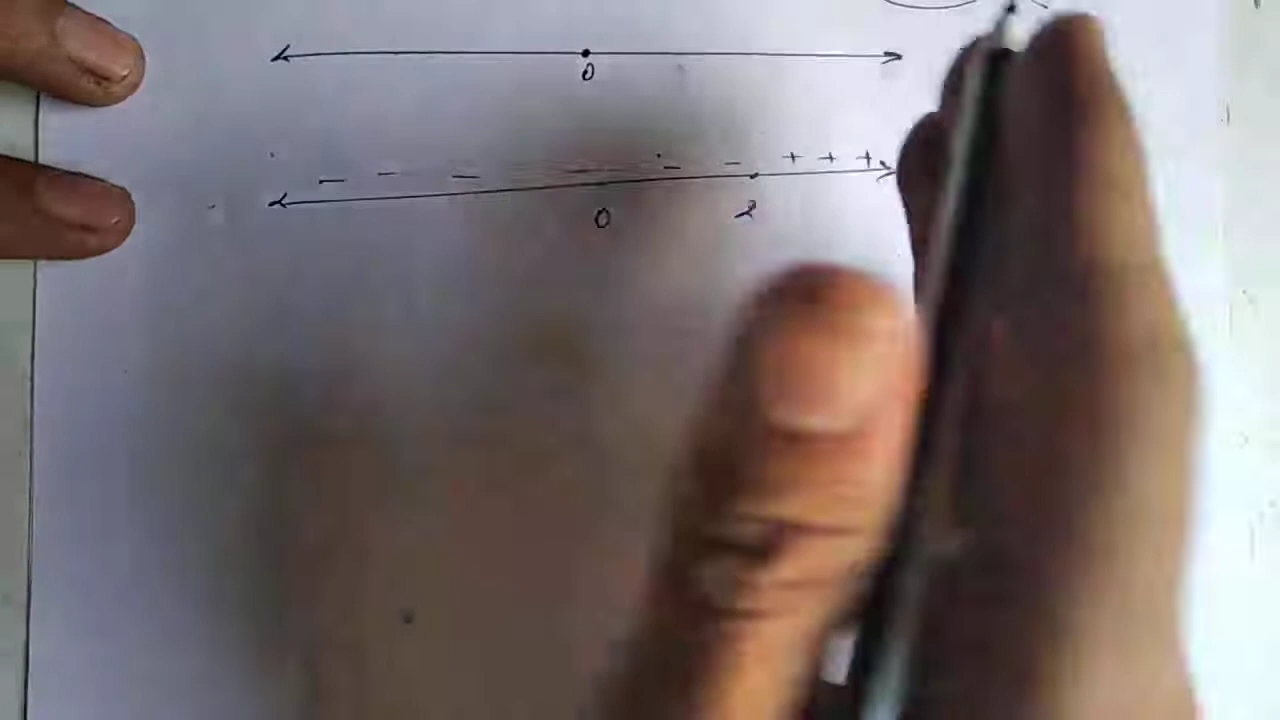 0
— — — — — + + +
0 2